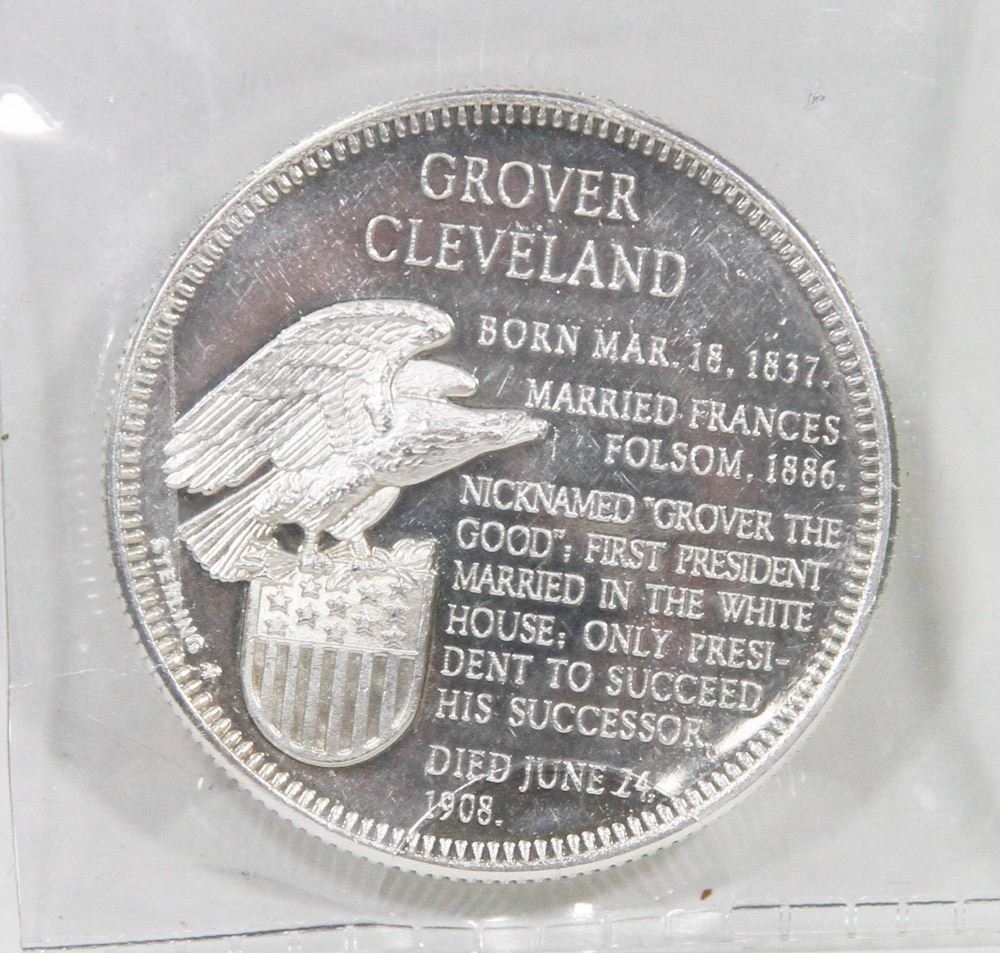 GROVER
CLEVELAND
BORN MAR. 18, 1837.
MARRIED FRANCES
FOLSOM, 1886.
NICKNAMED "GROVER THE
GOOD"; FIRST PRESIDENT
MARRIED IN THE WHITE
HOUSE; ONLY PRESI-
DENT TO SUCCEED
HIS SUCCESSOR.
DIED JUNE 24,
1908.
STERLING